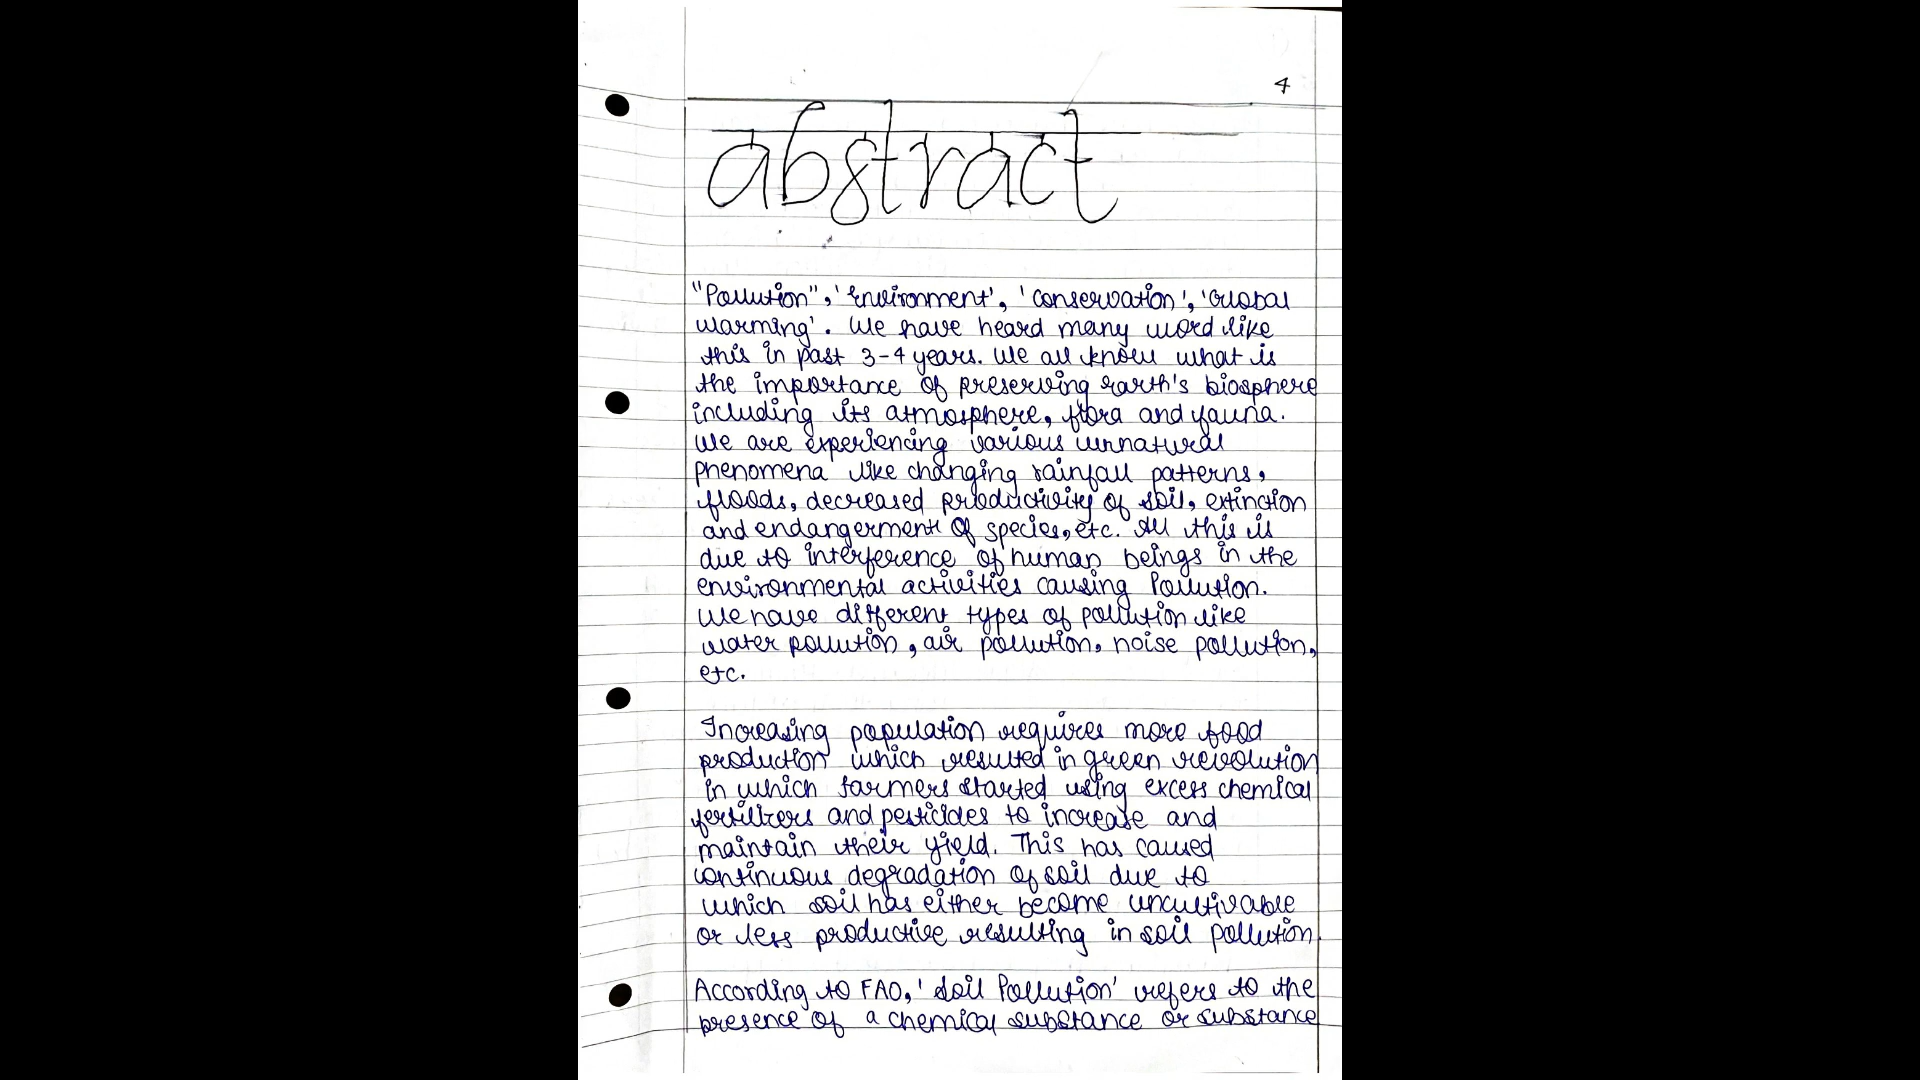 4
abstract
"Pollution", 'Environment', 'conservation', 'Global
warming'. We have heard many word like
this in past 3-4 years. We all know what is
the importance of preserving Earth's biosphere
including its atmosphere, flora and fauna.
We are experiencing various unnatural
phenomena like changing rainfall patterns,
floods, decreased productivity of soil, extinction
and endangerment of species, etc. All this is
due to interference of human beings in the
environmental activities causing Pollution.
We have different types of pollution like
water pollution, air pollution, noise pollution,
etc.
Increasing population requires more food
production which resulted in green revolution
in which farmers started using excess chemical
fertilizers and pesticides to increase and
maintain their yield. This has caused
continuous degradation of soil due to
which soil has either become uncultivable
or less productive resulting in soil pollution.
According to FAO, 'Soil Pollution' refers to the
presence of a chemical substance or substance